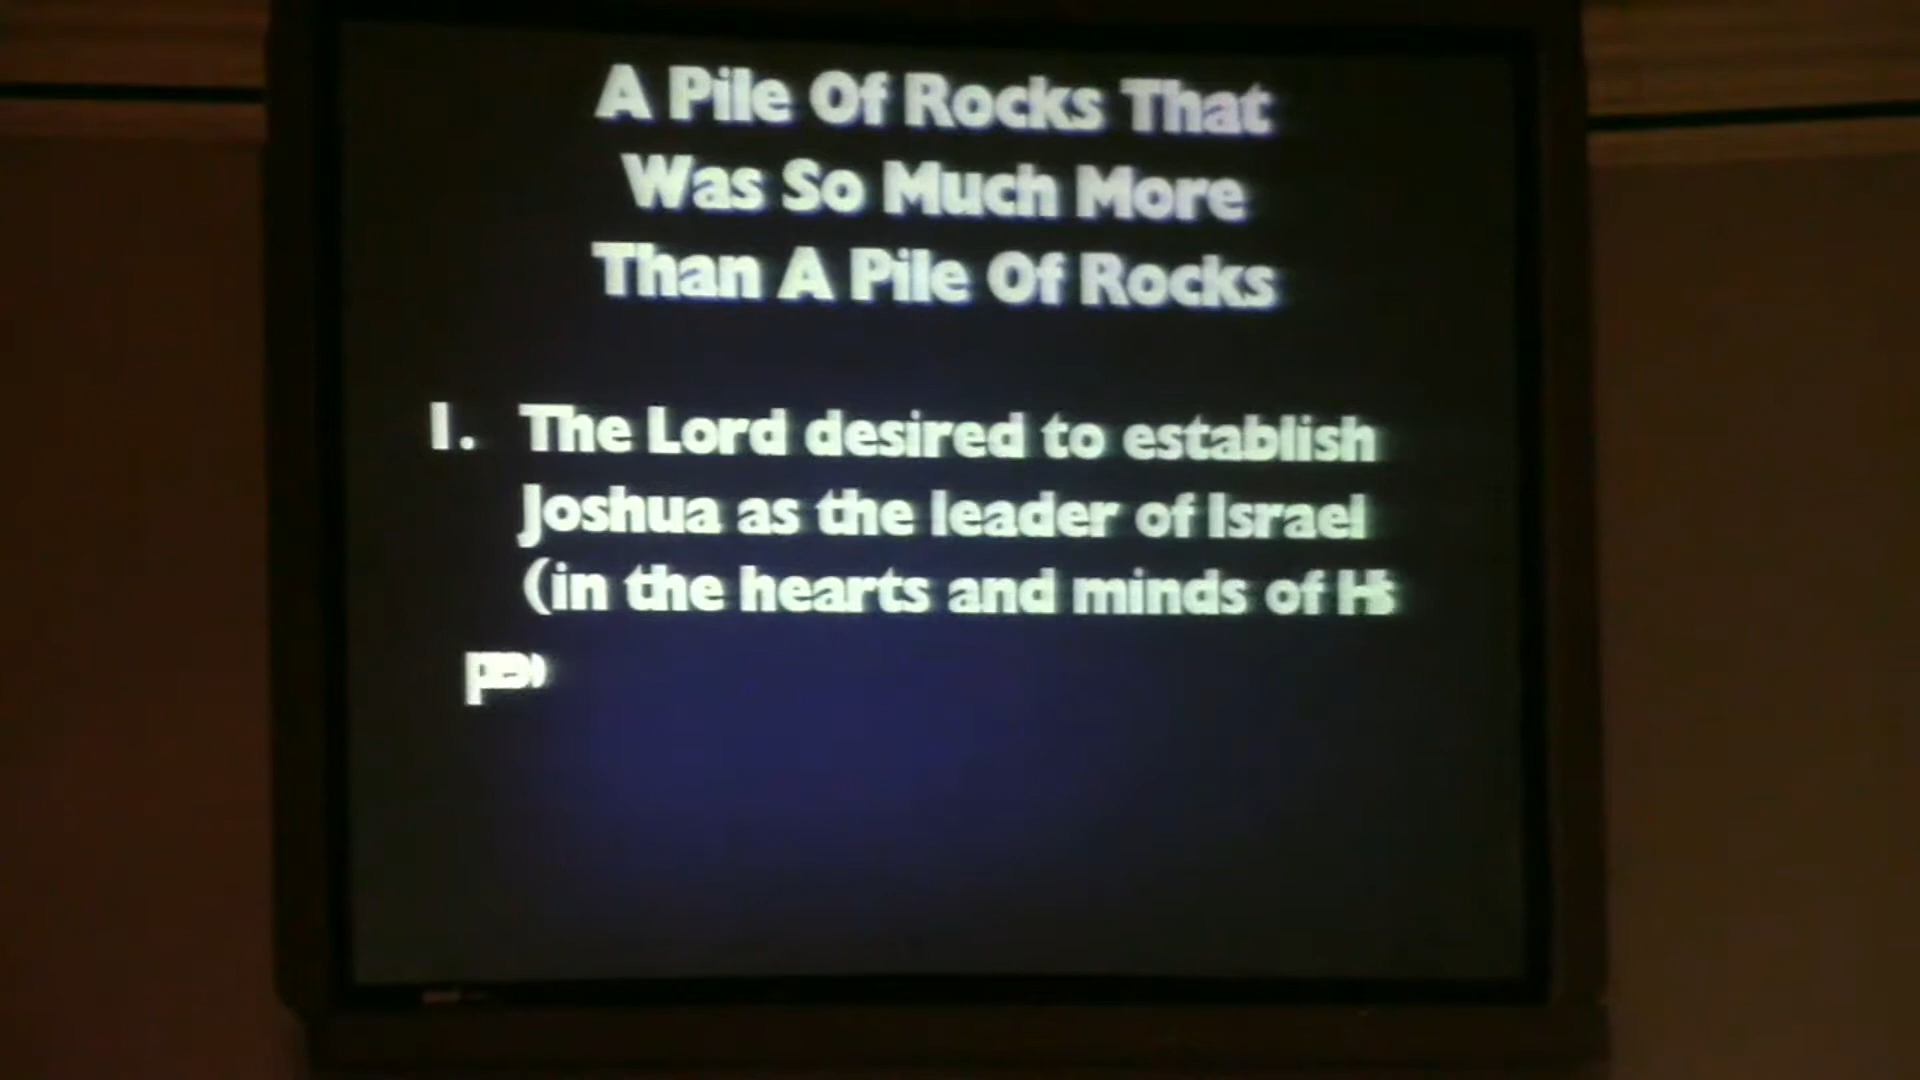 A Pile Of Rocks That
Was So Much More
Than A Pile Of Rocks
1. The Lord desired to establish
Joshua as the leader of Israel
(in the hearts and minds of His